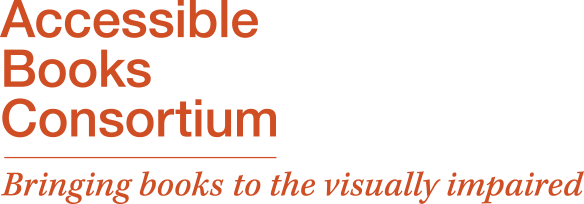 Accessible
Books
Consortium
Bringing books to the visually impaired